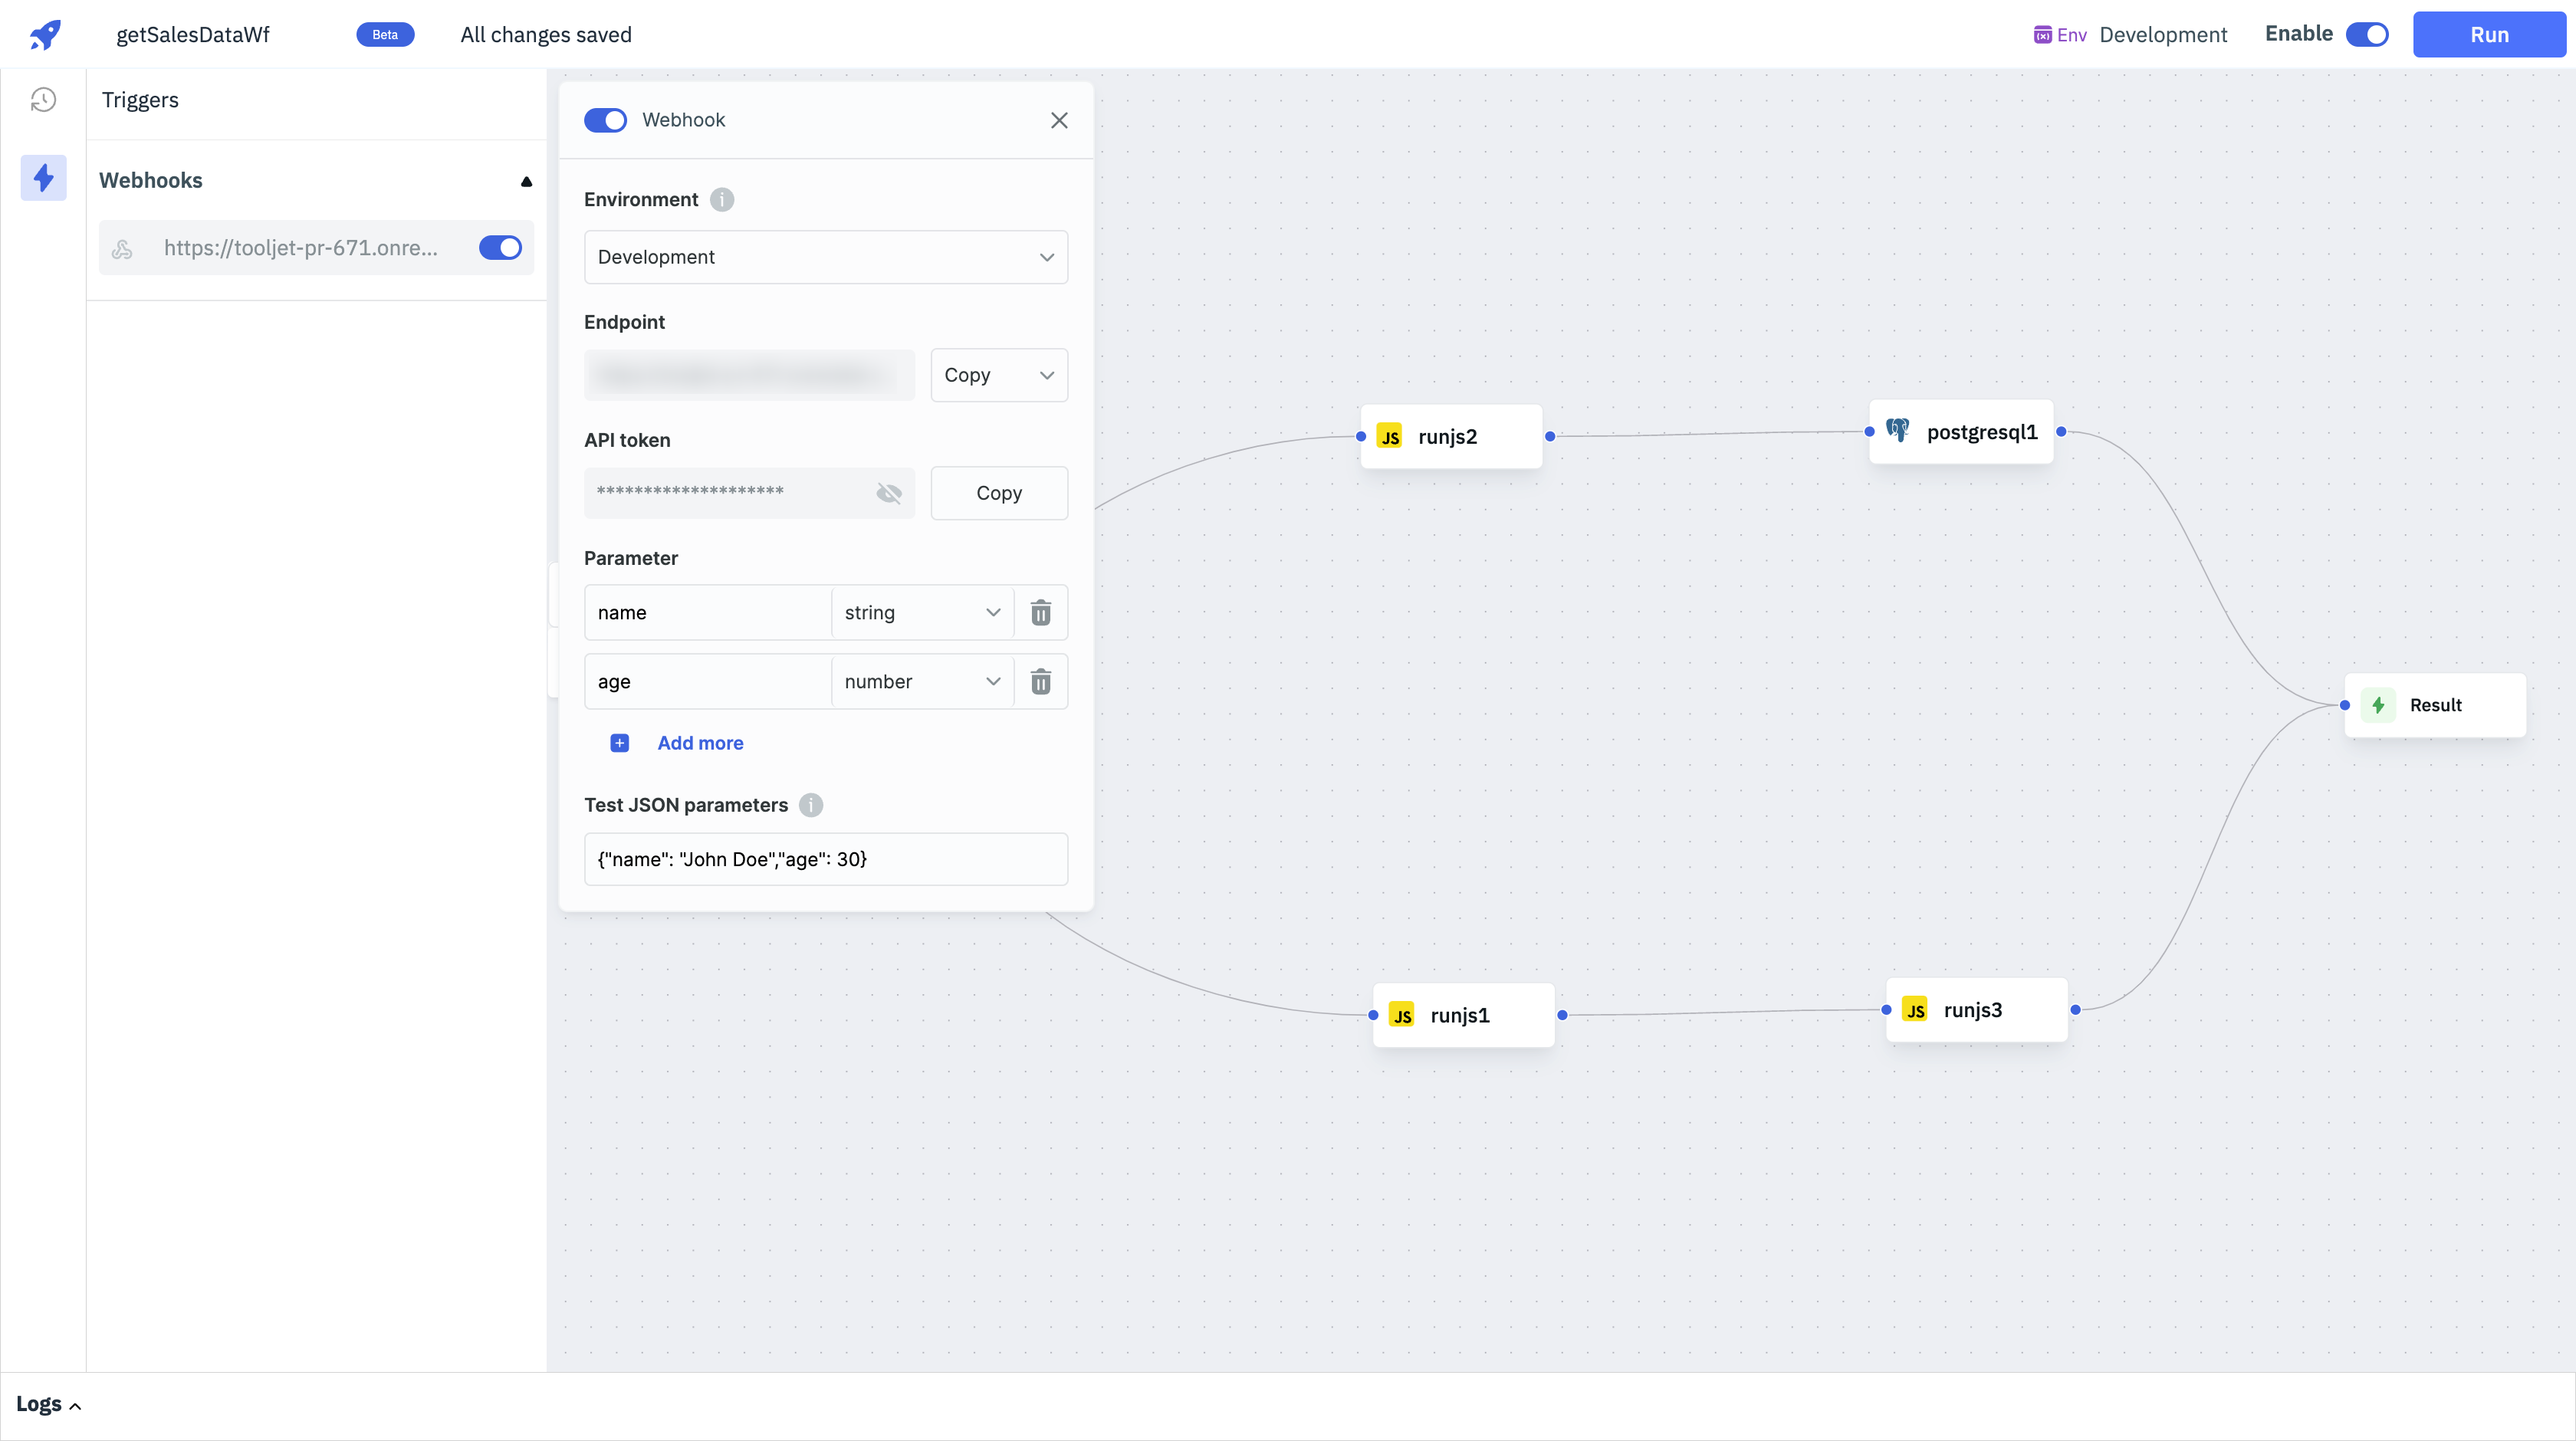 getSalesDataWf
Beta
All changes saved
Env
Development
Enable
Run
Triggers
Webhooks
https://tooljet-pr-671.onre...
Webhook
Environment
Development
Endpoint
Copy
API token
********************
Copy
Parameter
name
string
age
number
Add more
Test JSON parameters
{"name": "John Doe","age": 30}
JS runjs2
postgresql1
Result
JS runjs1
JS runjs3
Logs